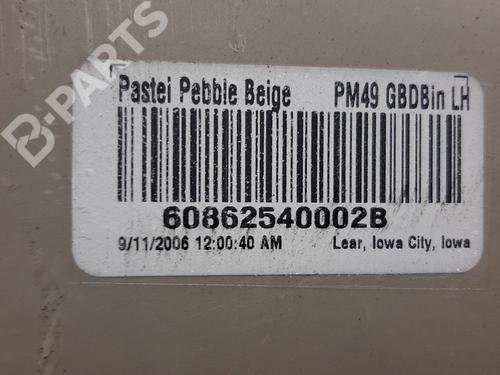 B-PARTS
Pastel Pebble Beige PM49 GBDBin LH
60862540002B
9/11/2006 12:00:40 AM Lear, Iowa City, Iowa